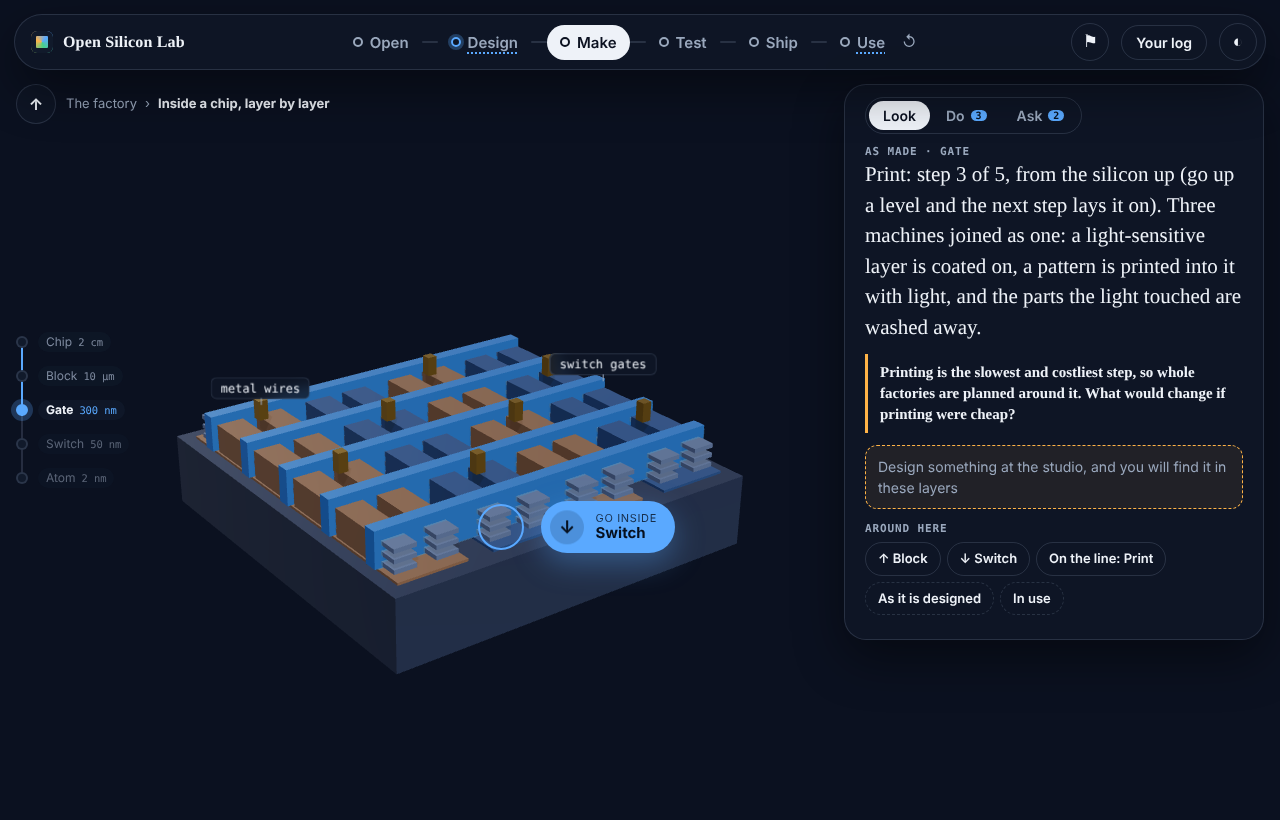 Open Silicon Lab
Open
Design
Make
Test
Ship
Use
Your log
The factory › Inside a chip, layer by layer
Look
Do 3
Ask 2
AS MADE · GATE
Print: step 3 of 5, from the silicon up (go up
a level and the next step lays it on). Three
machines joined as one: a light-sensitive
layer is coated on, a pattern is printed into it
with light, and the parts the light touched are
washed away.
Printing is the slowest and costliest step, so whole
factories are planned around it. What would change if
printing were cheap?
Design something at the studio, and you will find it in
these layers
AROUND HERE
↑ Block
↓ Switch
On the line: Print
As it is designed
In use
Chip 2 cm
Block 10 µm
Gate 300 nm
Switch 50 nm
Atom 2 nm
metal wires
switch gates
GO INSIDE
Switch